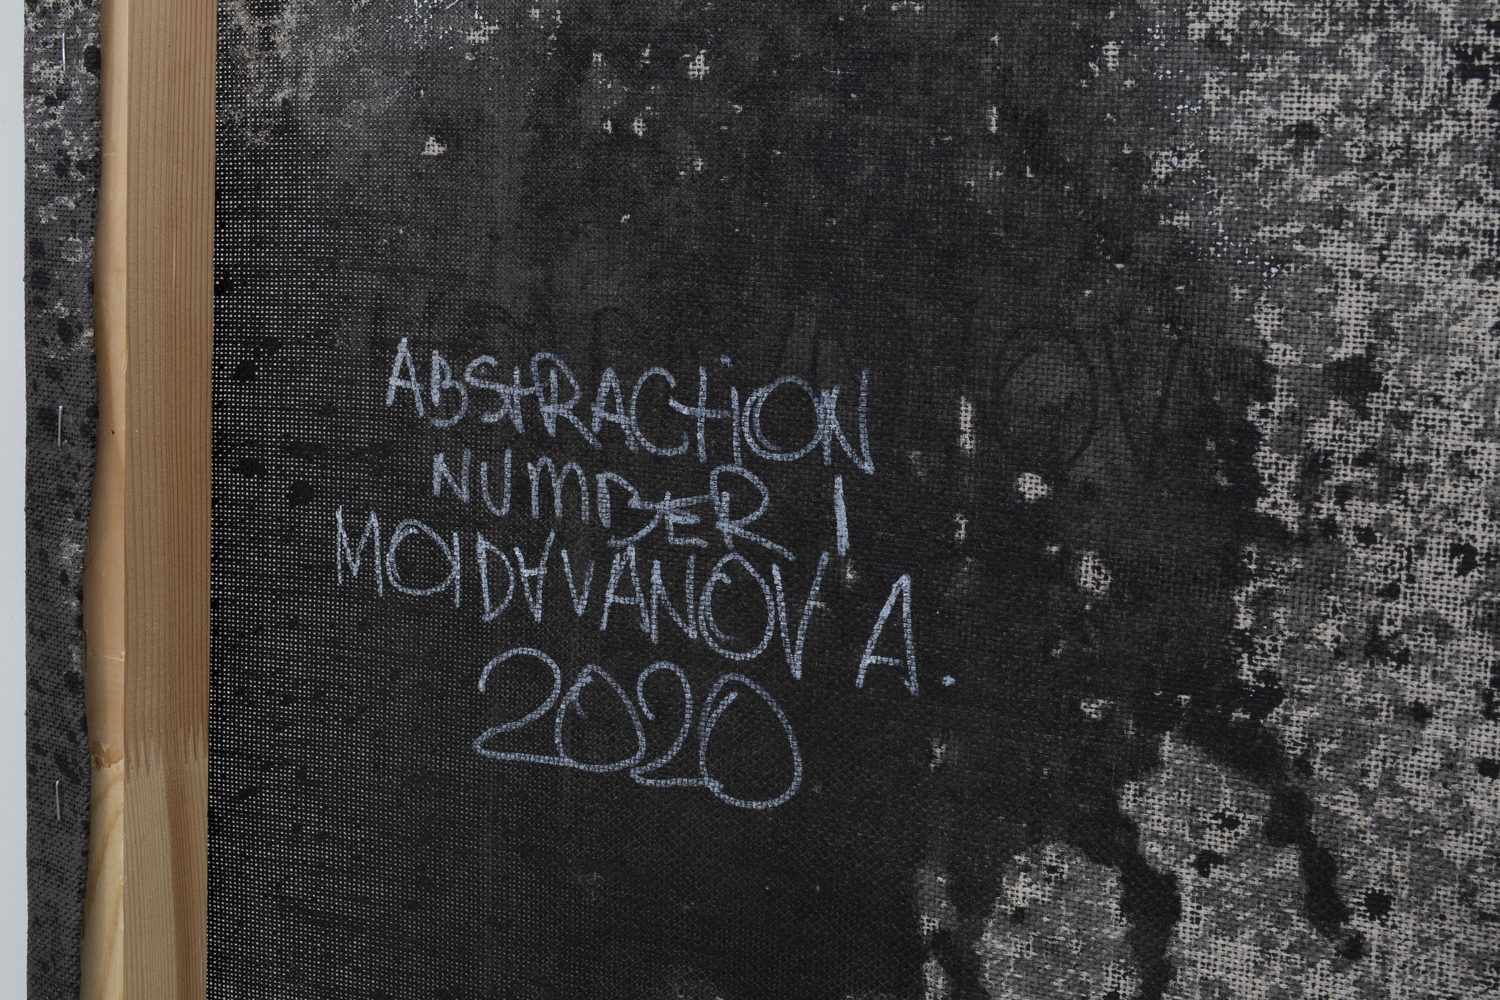 ABStRACtiON
NUMBER 1
MOLDAVANOV A.
2020